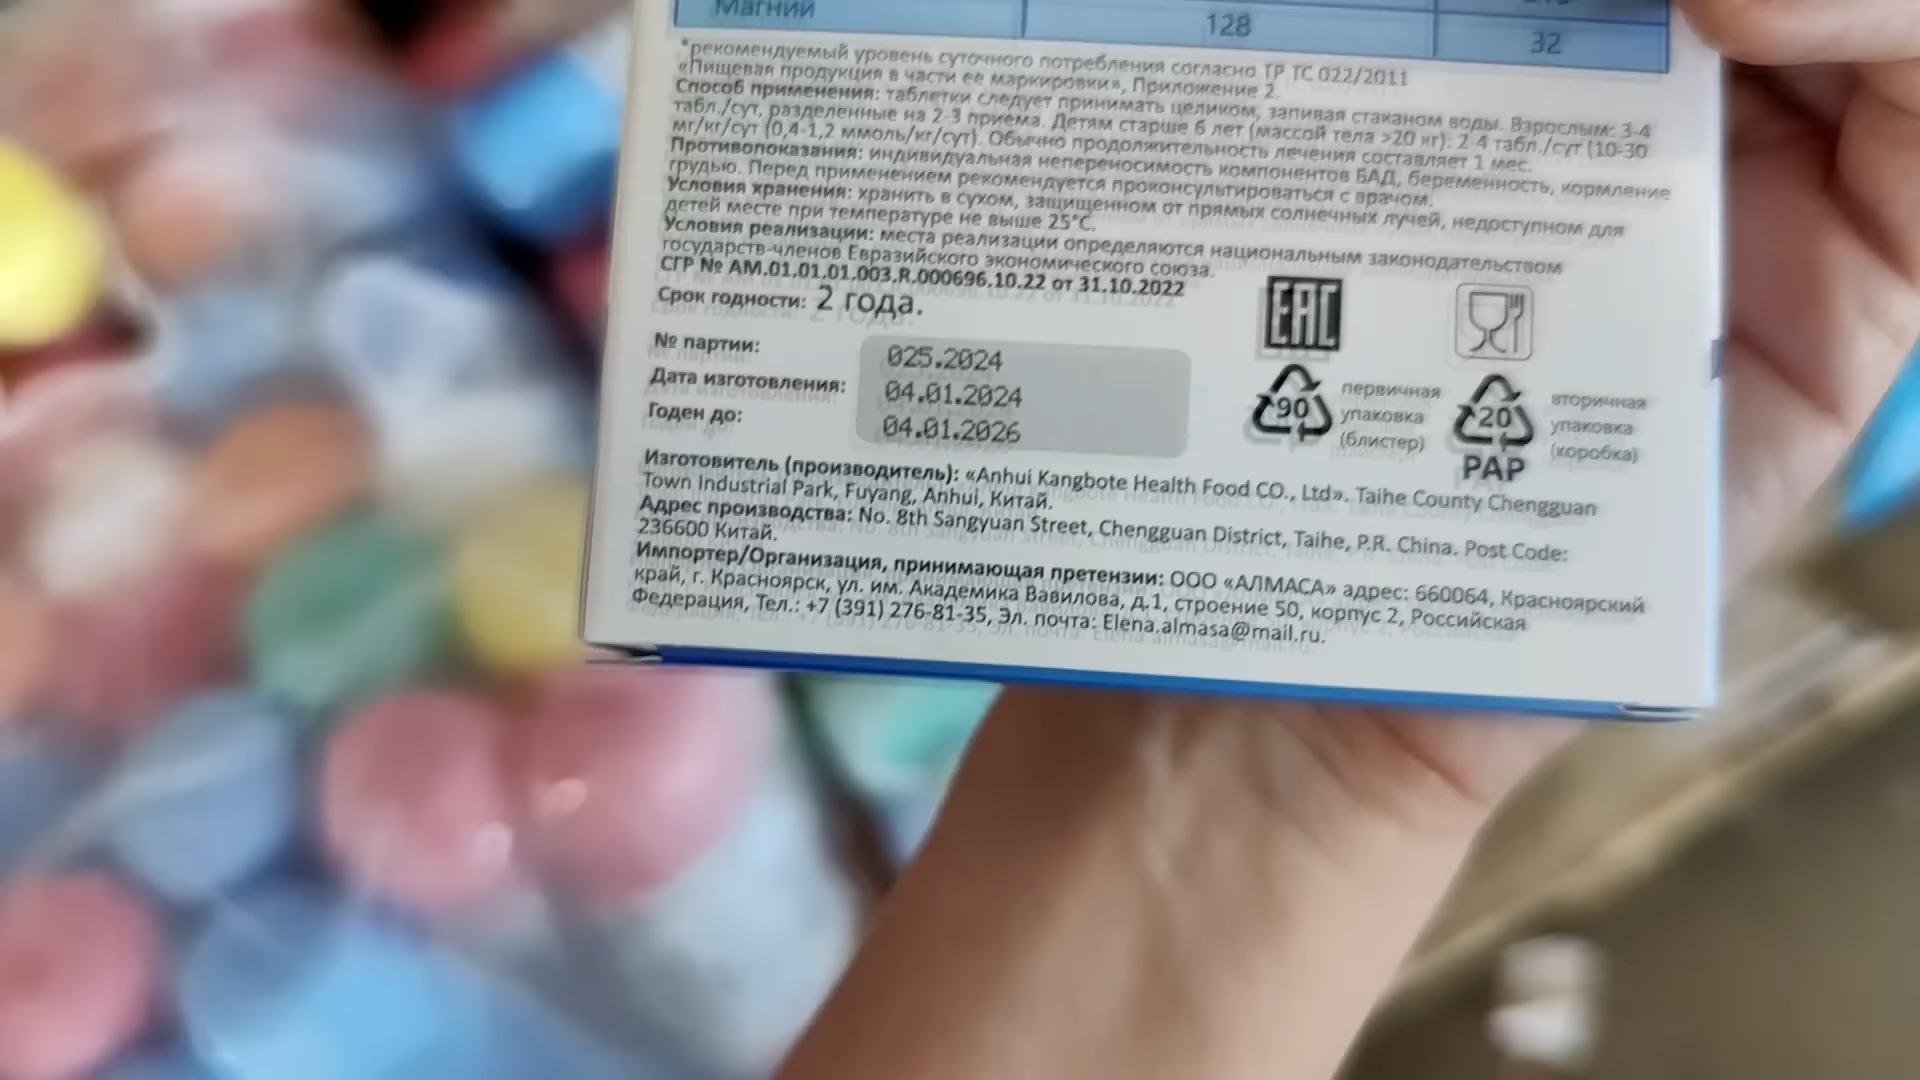 Магний 128 32
*рекомендуемый уровень суточного потребления согласно ТР ТС 022/2011
«Пищевая продукция в части ее маркировки», Приложение 2.
Способ применения: таблетки следует принимать целиком, запивая стаканом воды. Взрослым: 3-4
табл./сут, разделенные на 2-3 приема. Детям старше 6 лет (массой тела >20 кг): 2-4 табл./сут (10-30
мг/кг/сут (0,4-1,2 ммоль/кг/сут). Обычно продолжительность лечения составляет 1 мес.
Противопоказания: индивидуальная непереносимость компонентов БАД, беременность, кормление
грудью. Перед применением рекомендуется проконсультироваться с врачом.
Условия хранения: хранить в сухом, защищенном от прямых солнечных лучей, недоступном для
детей месте при температуре не выше 25°С.
Условия реализации: места реализации определяются национальным законодательством
государств-членов Евразийского экономического союза.
СГР № AM.01.01.01.003.R.000696.10.22 от 31.10.2022
Срок годности: 2 года.
№ партии: 025.2024
Дата изготовления: 04.01.2024
Годен до: 04.01.2026
EAC
90
первичная
упаковка
(блистер)
20
PAP
вторичная
упаковка
(коробка)
Изготовитель (производитель): «Anhui Kangbote Health Food CO., Ltd». Taihe County Chengguan
Town Industrial Park, Fuyang, Anhui, Китай.
Адрес производства: No. 8th Sangyuan Street, Chengguan District, Taihe, P.R. China. Post Code:
236600 Китай.
Импортер/Организация, принимающая претензии: ООО «АЛМАСА» адрес: 660064, Красноярский
край, г. Красноярск, ул. им. Академика Вавилова, д.1, строение 50, корпус 2, Российская
Федерация, Тел.: +7 (391) 276-81-35, Эл. почта: Elena.almasa@mail.ru.